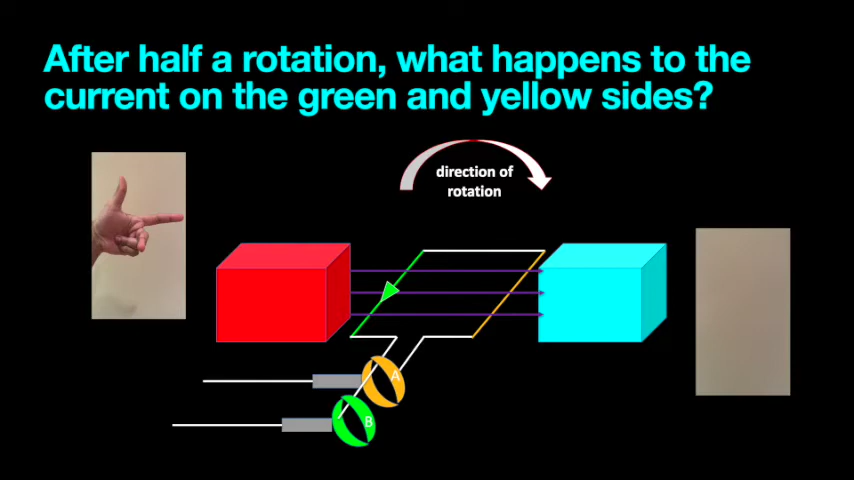 After half a rotation, what happens to the
current on the green and yellow sides?
direction of
rotation
A
B